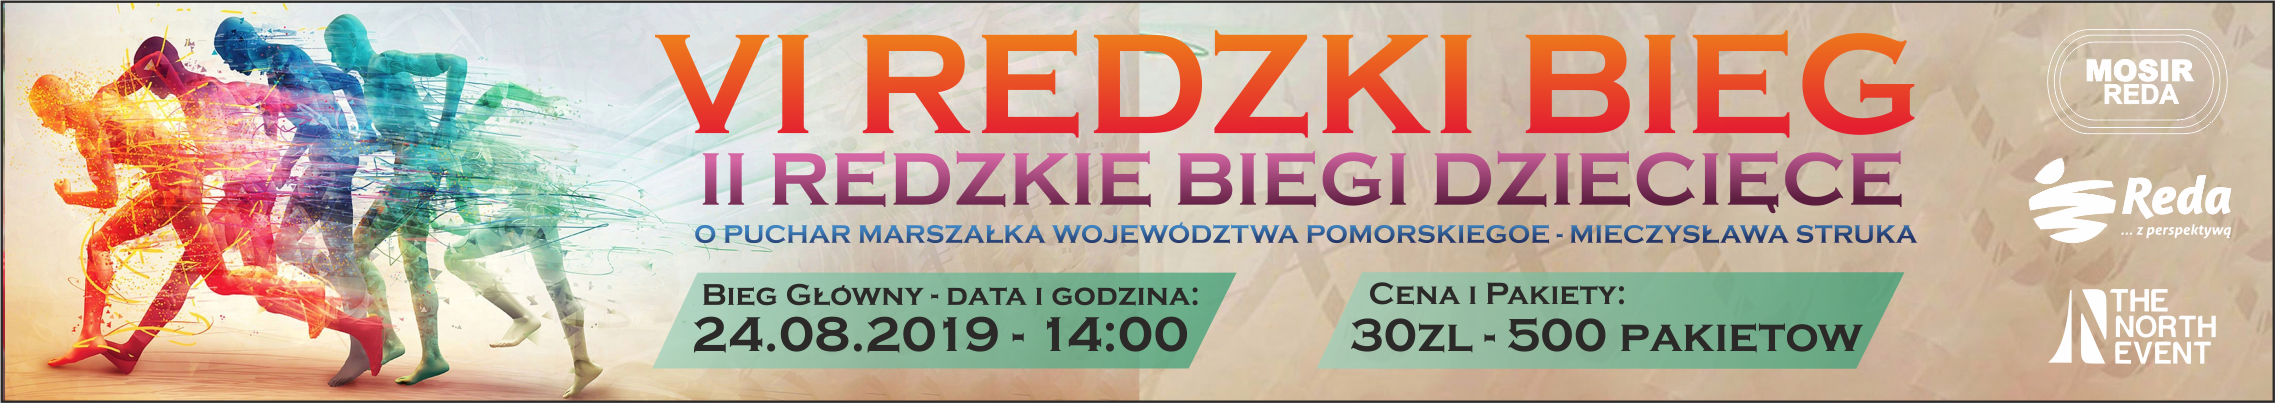 VI REDZKI BIEG
II REDZKIE BIEGI DZIECIĘCE
O PUCHAR MARSZAŁKA WOJEWÓDZTWA POMORSKIEGOE - MIECZYSŁAWA STRUKA
BIEG GŁÓWNY - DATA I GODZINA:
24.08.2019 - 14:00
CENA I PAKIETY:
30ZL - 500 PAKIETOW
MOSIR
REDA
Reda
... z perspektywą
THE
NORTH
EVENT